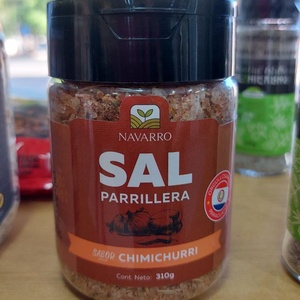 NAVARRO
SAL
PARRILLERA
SABOR CHIMICHURRI
Cont. Neto: 310g